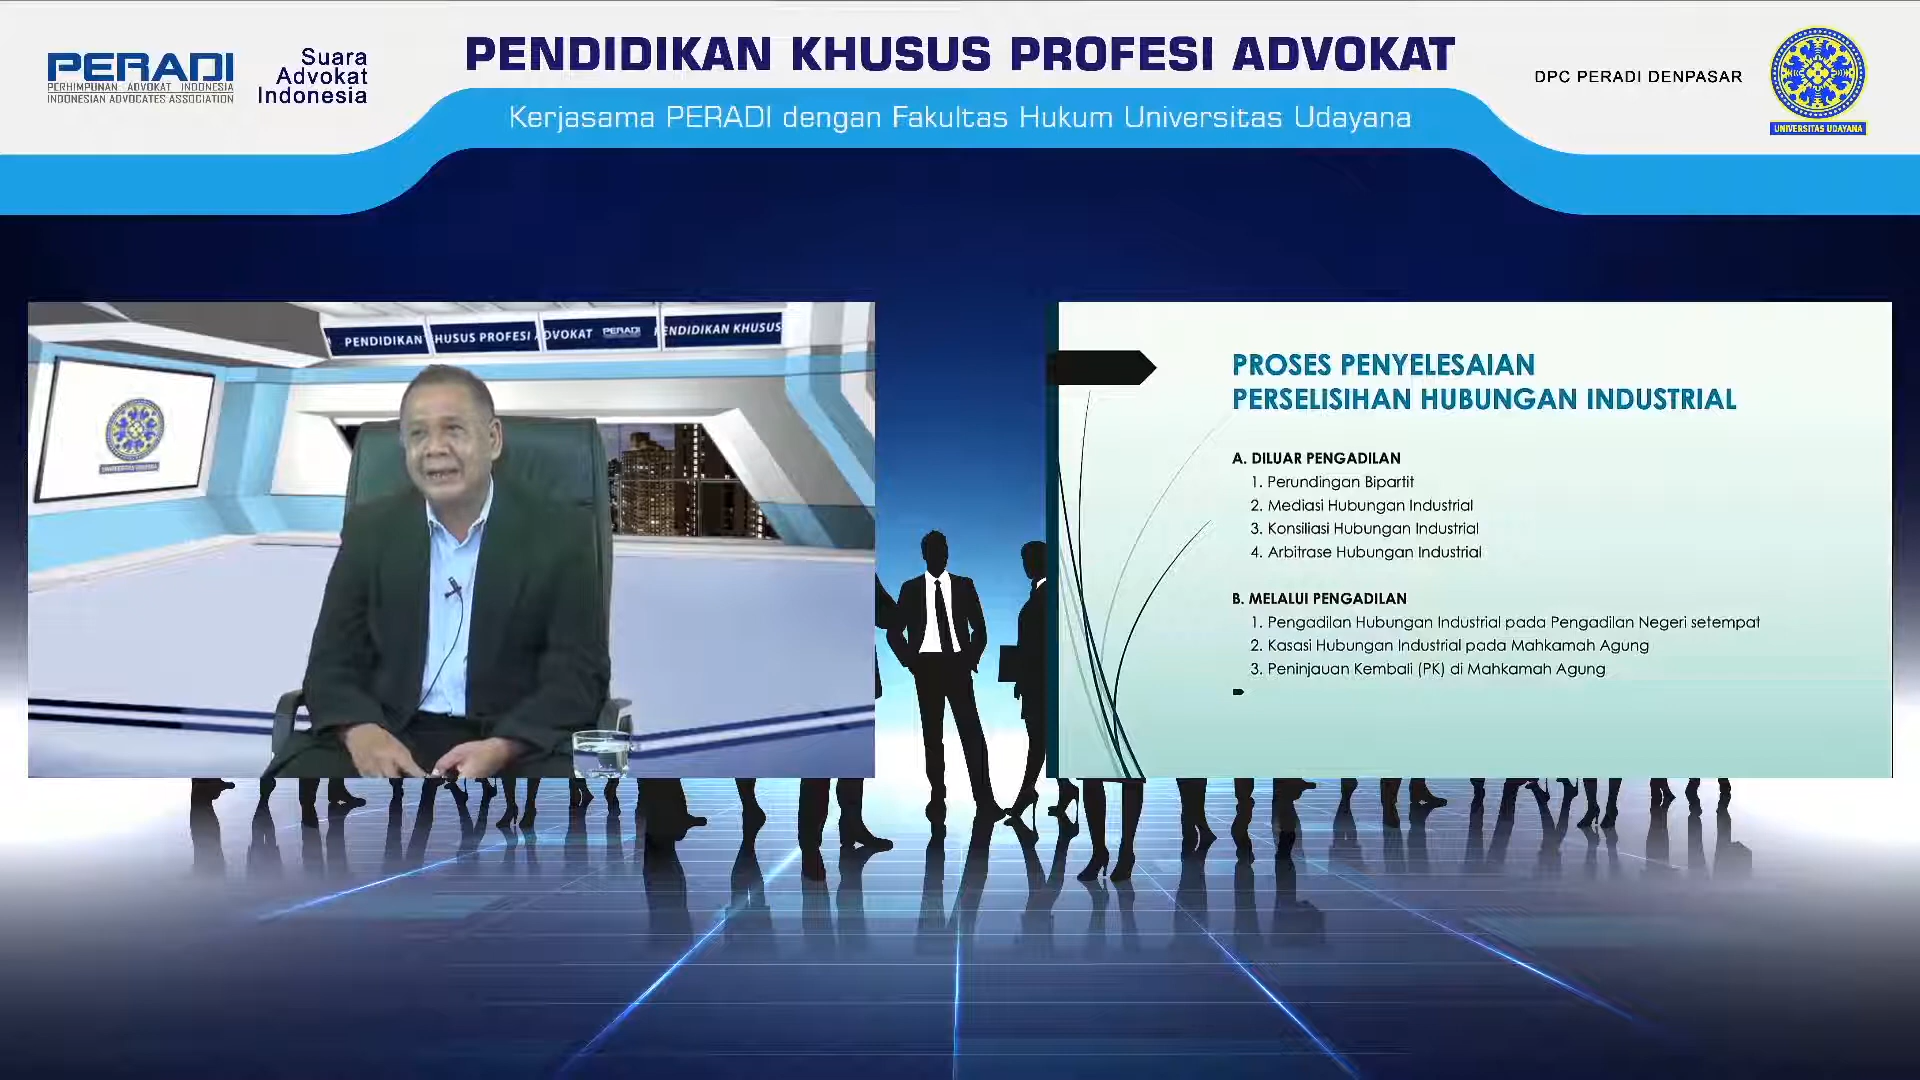 PERADI
PERHIMPUNAN ADVOKAT INDONESIA
INDONESIAN ADVOCATES ASSOCIATION
Suara
Advokat
Indonesia
PENDIDIKAN KHUSUS PROFESI ADVOKAT
Kerjasama PERADI dengan Fakultas Hukum Universitas Udayana
DPC PERADI DENPASAR
UNIVERSITAS UDAYANA
PENDIDIKAN HUSUS PROFESI ADVOKAT PERADI ENDIDIKAN KHUSUS
UNIVERSITAS UDAYANA
PROSES PENYELESAIAN
PERSELISIHAN HUBUNGAN INDUSTRIAL
A. DILUAR PENGADILAN
1. Perundingan Bipartit
2. Mediasi Hubungan Industrial
3. Konsiliasi Hubungan Industrial
4. Arbitrase Hubungan Industrial
B. MELALUI PENGADILAN
1. Pengadilan Hubungan Industrial pada Pengadilan Negeri setempat
2. Kasasi Hubungan Industrial pada Mahkamah Agung
3. Peninjauan Kembali (PK) di Mahkamah Agung